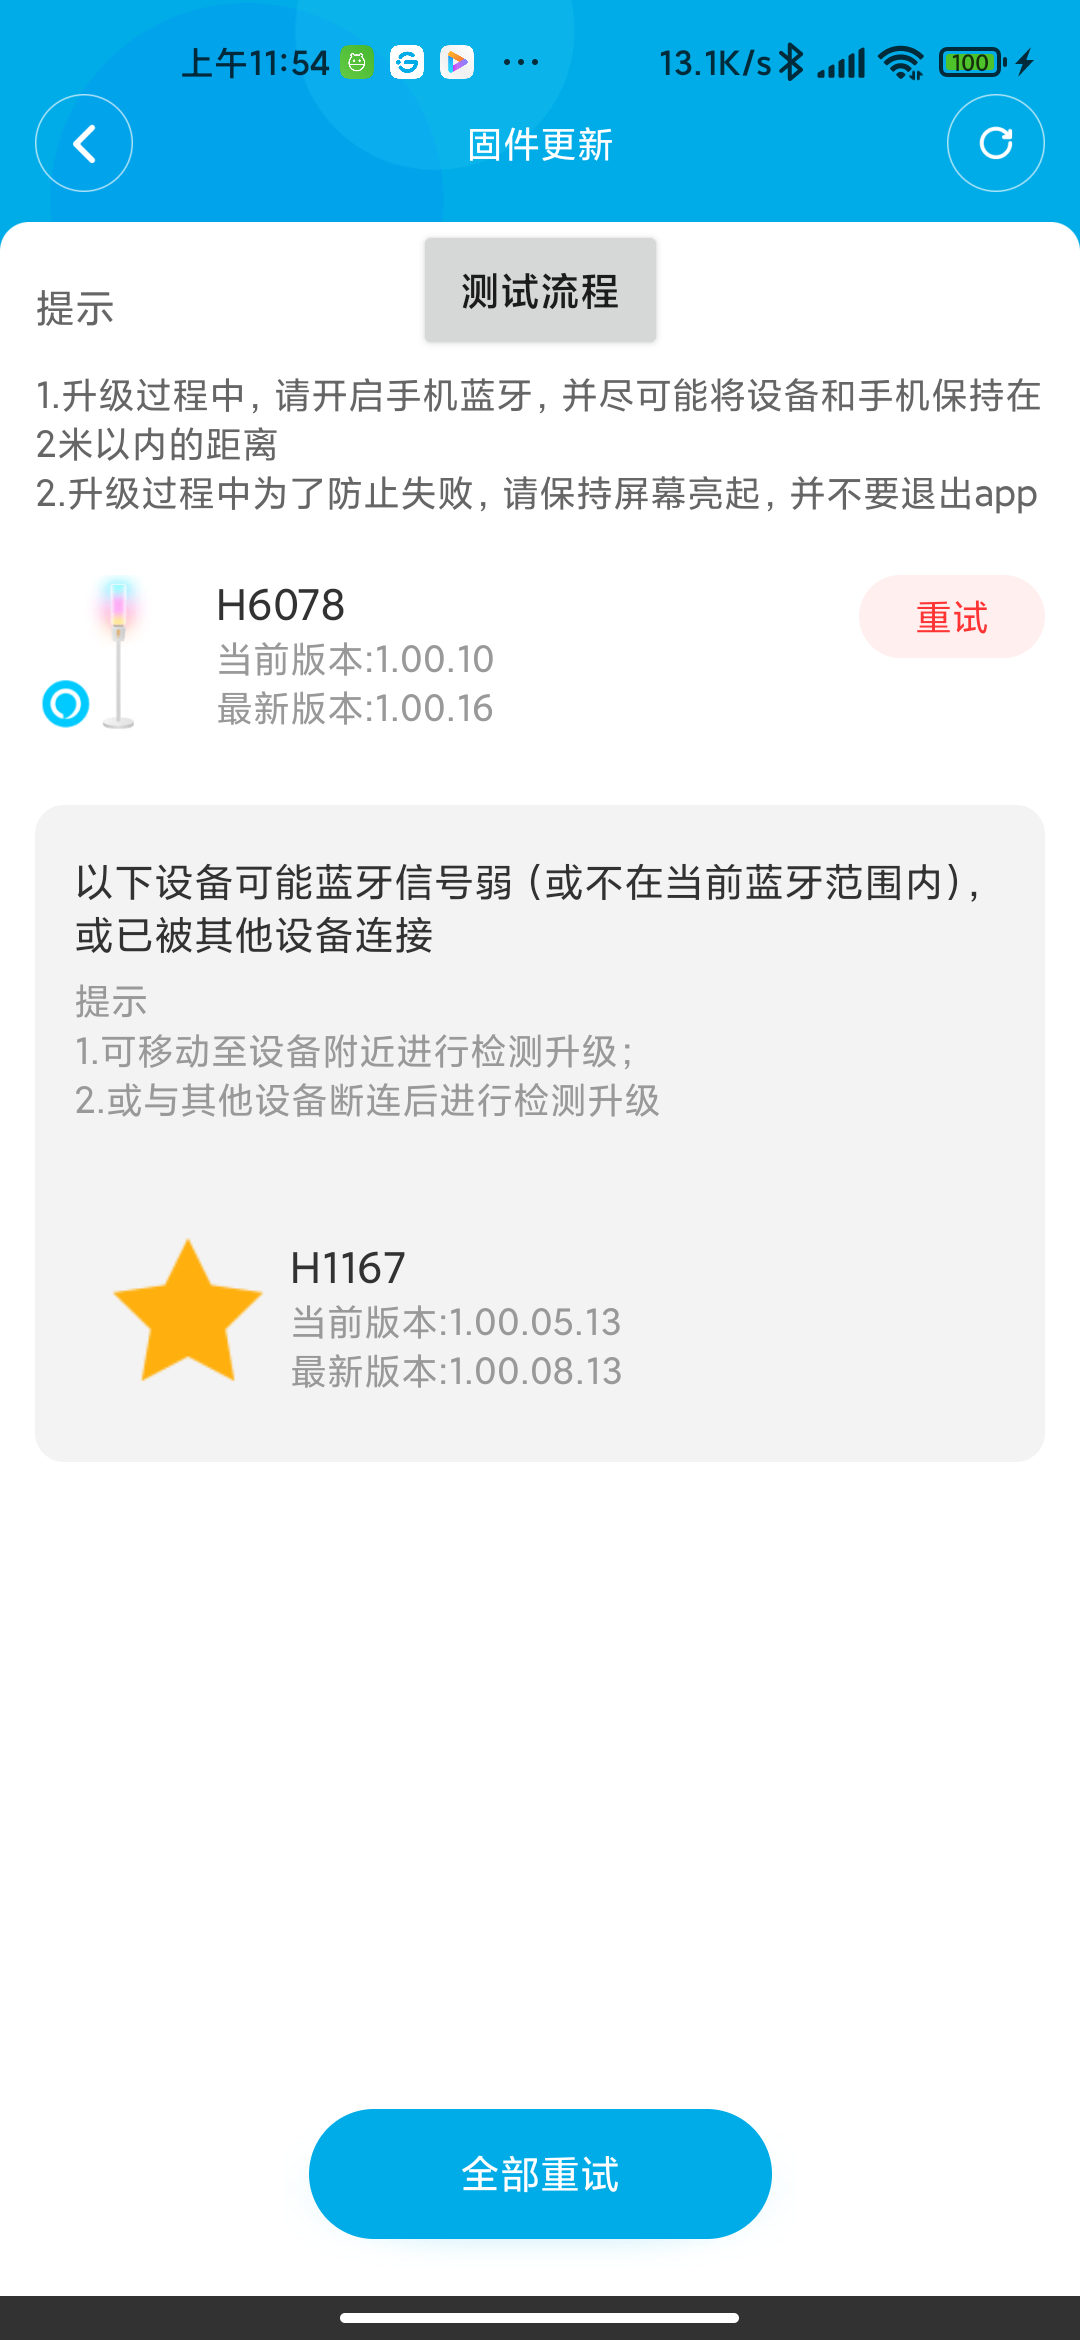 上午11:54
13.1K/s
100
固件更新
测试流程
提示
1.升级过程中，请开启手机蓝牙，并尽可能将设备和手机保持在
2米以内的距离
2.升级过程中为了防止失败，请保持屏幕亮起，并不要退出app
H6078
重试
当前版本:1.00.10
最新版本:1.00.16
以下设备可能蓝牙信号弱（或不在当前蓝牙范围内），
或已被其他设备连接
提示
1.可移动至设备附近进行检测升级；
2.或与其他设备断连后进行检测升级
H1167
当前版本:1.00.05.13
最新版本:1.00.08.13
全部重试